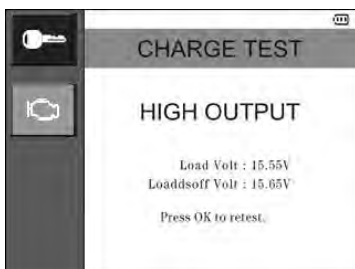 CHARGE TEST
HIGH OUTPUT
Load Volt : 15.55V
Loaddsoff Volt : 15.65V
Press OK to retest.